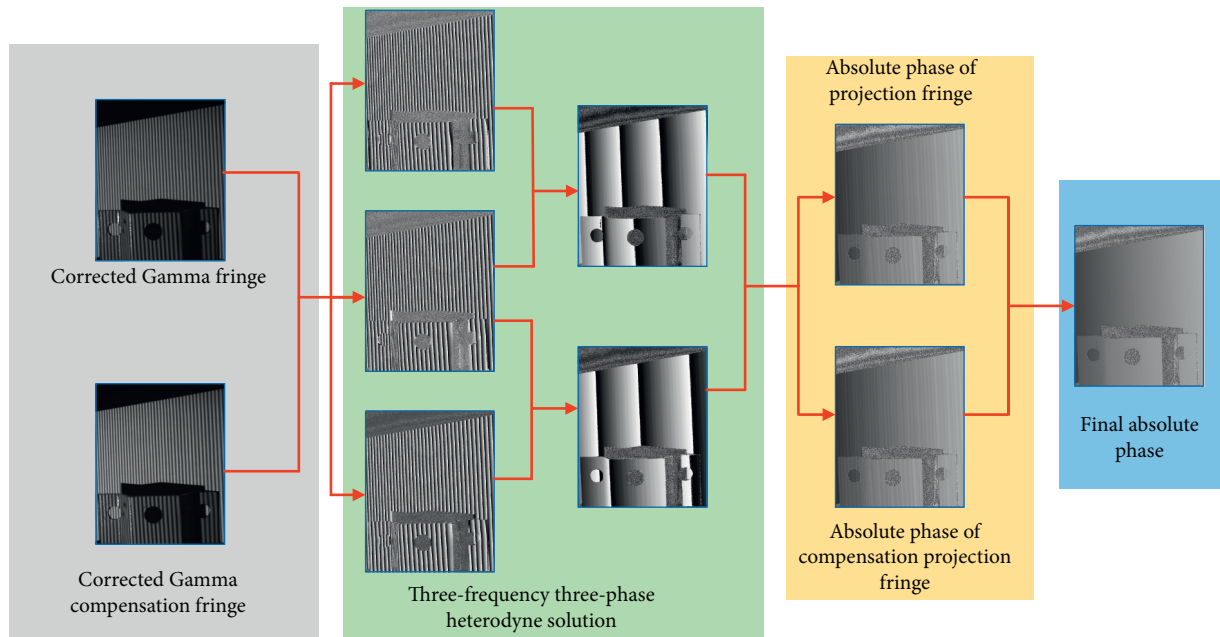 Corrected Gamma fringe
Corrected Gamma
compensation fringe
Three-frequency three-phase
heterodyne solution
Absolute phase of
projection fringe
Absolute phase of
compensation projection
fringe
Final absolute
phase